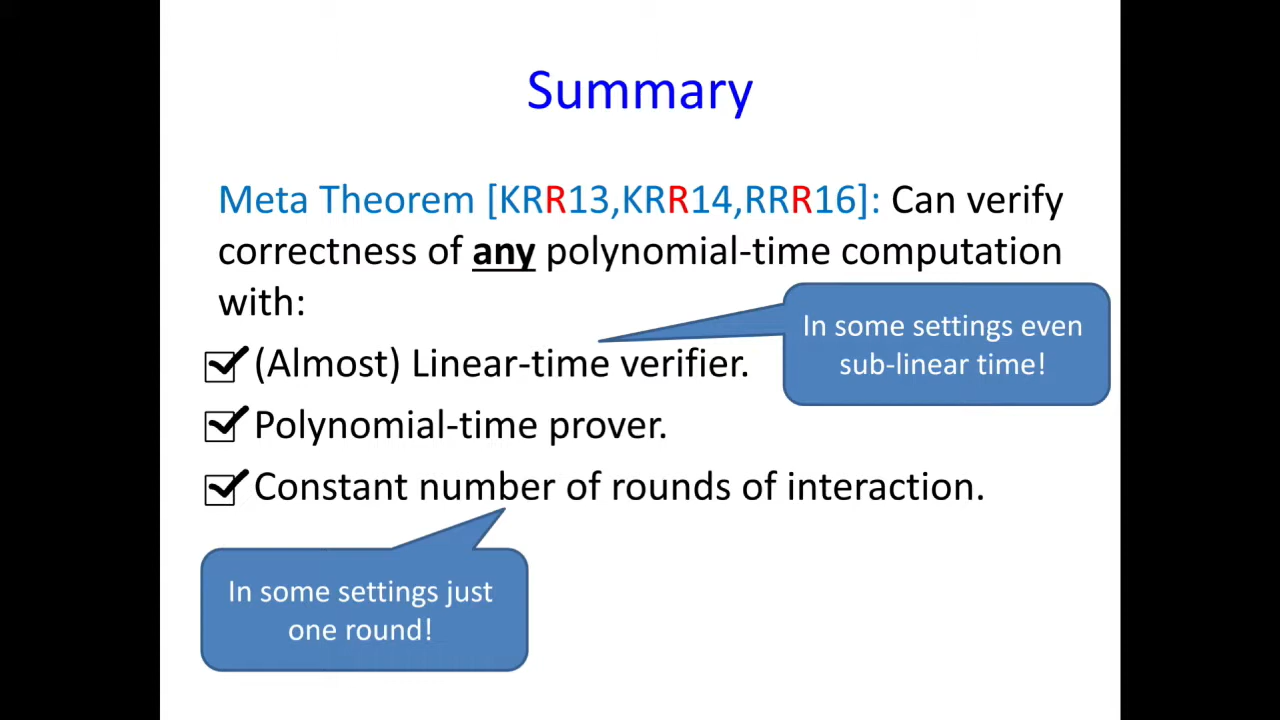 Summary
Meta Theorem [KRR13,KRR14,RRR16]: Can verify
correctness of any polynomial-time computation
with:
In some settings even
sub-linear time!
(Almost) Linear-time verifier.
Polynomial-time prover.
Constant number of rounds of interaction.
In some settings just
one round!